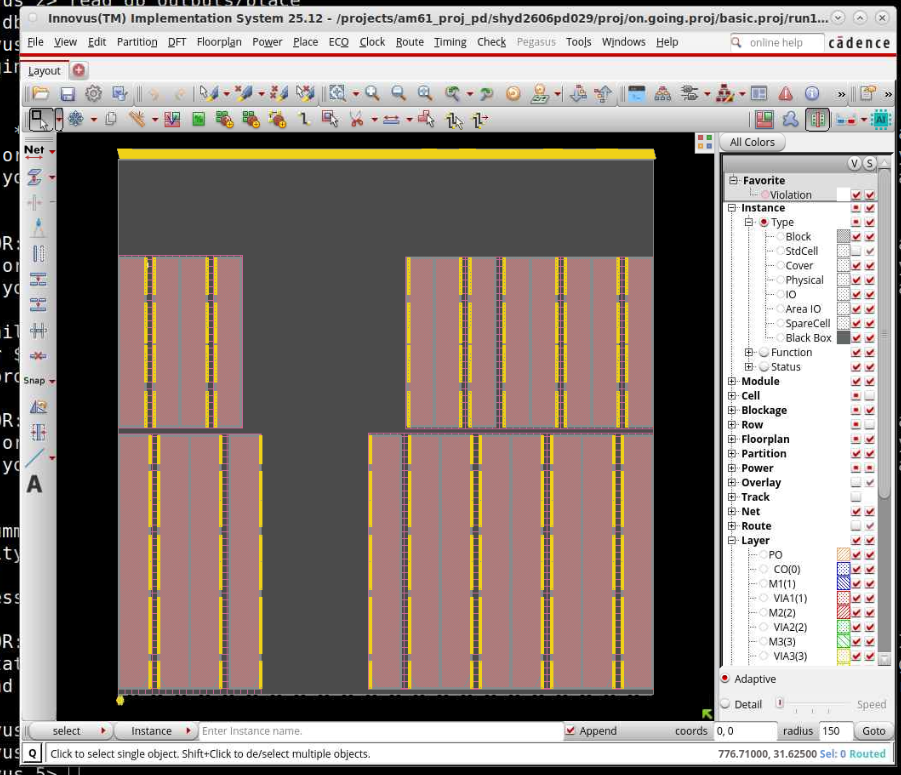 us 2> read_db outputs/place
Innovus(TM) Implementation System 25.12 - /projects/am61_proj_pd/shyd2606pd029/proj/on.going.proj/basic.proj/run1...
File View Edit Partition DFT Floorplan Power Place ECO Clock Route Timing Check Pegasus Tools Windows Help
online help
cādence
Layout
All Colors
Net
Snap
A
V S
Favorite
Violation
Instance
Type
Block
StdCell
Cover
Physical
IO
Area IO
SpareCell
Black Box
Function
Status
Module
Cell
Blockage
Row
Floorplan
Partition
Power
Overlay
Track
Net
Route
Layer
PO
CO(0)
M1(1)
VIA1(1)
M2(2)
VIA2(2)
M3(3)
VIA3(3)
Adaptive
Detail Speed
select Instance Enter Instance name. Append coords 0, 0 radius 150 Goto
Q Click to select single object. Shift+Click to de/select multiple objects. 776.71000, 31.62500 Sel: 0 Routed